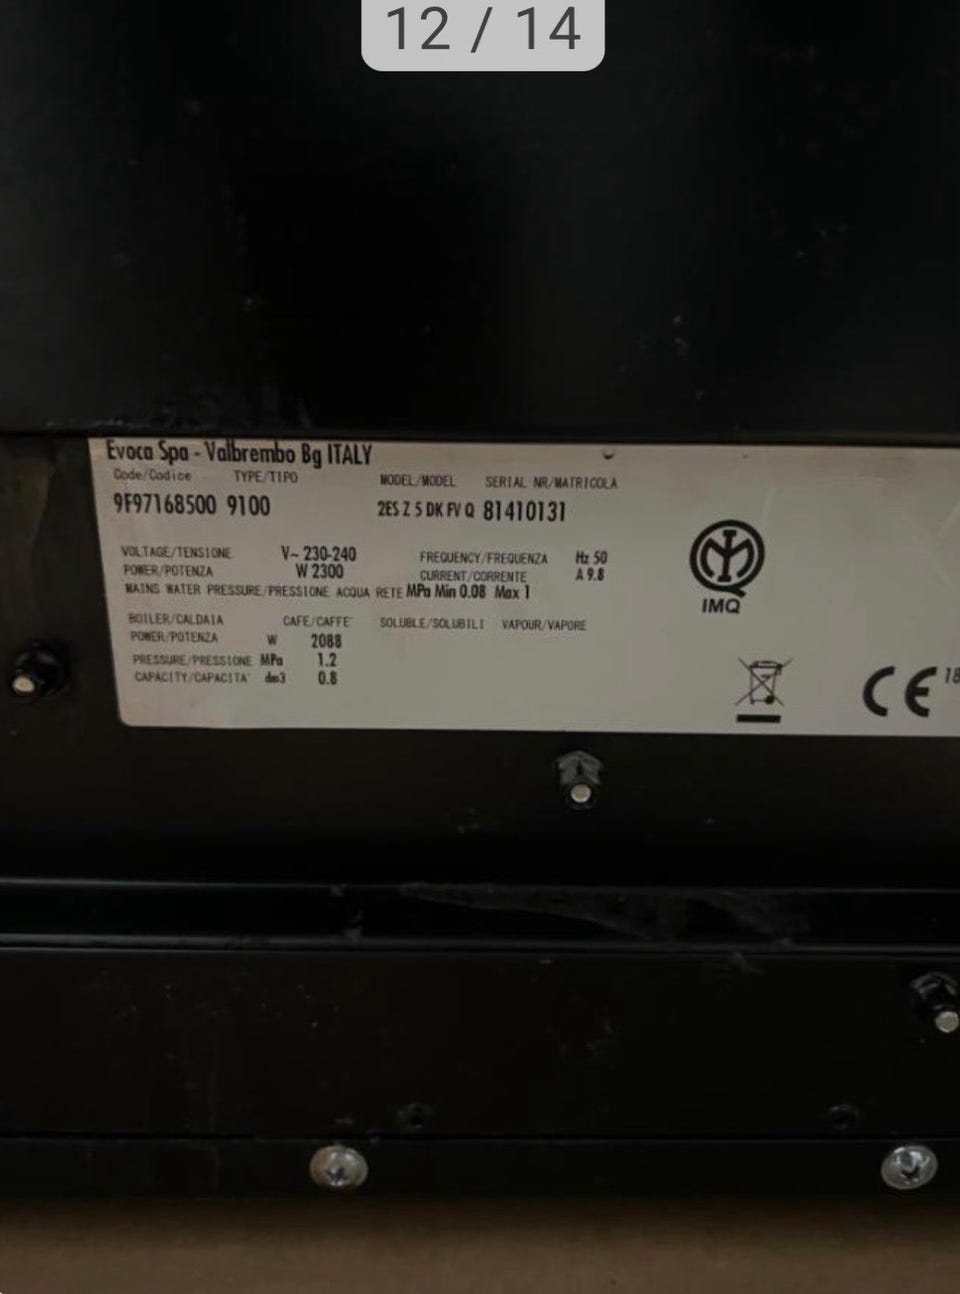 12 / 14
Evoca Spa - Valbrembo Bg ITALY
Code/Codice TYPE/TIPO MODEL/MODEL SERIAL NR/MATRICOLA
9F97168500 9100 2ES Z 5 DK FV Q 81410131
VOLTAGE/TENSIONE V~ 230-240 FREQUENCY/FREQUENZA Hz 50
POWER/POTENZA W 2300 CURRENT/CORRENTE A 9.8
MAINS WATER PRESSURE/PRESSIONE ACQUA RETE MPa Min 0.08 Max 1
BOILER/CALDAIA CAFE/CAFFE' SOLUBLE/SOLUBILI VAPOUR/VAPORE
POWER/POTENZA W 2088
PRESSURE/PRESSIONE MPa 1.2
CAPACITY/CAPACITA' dm3 0.8
IMQ
CE 18